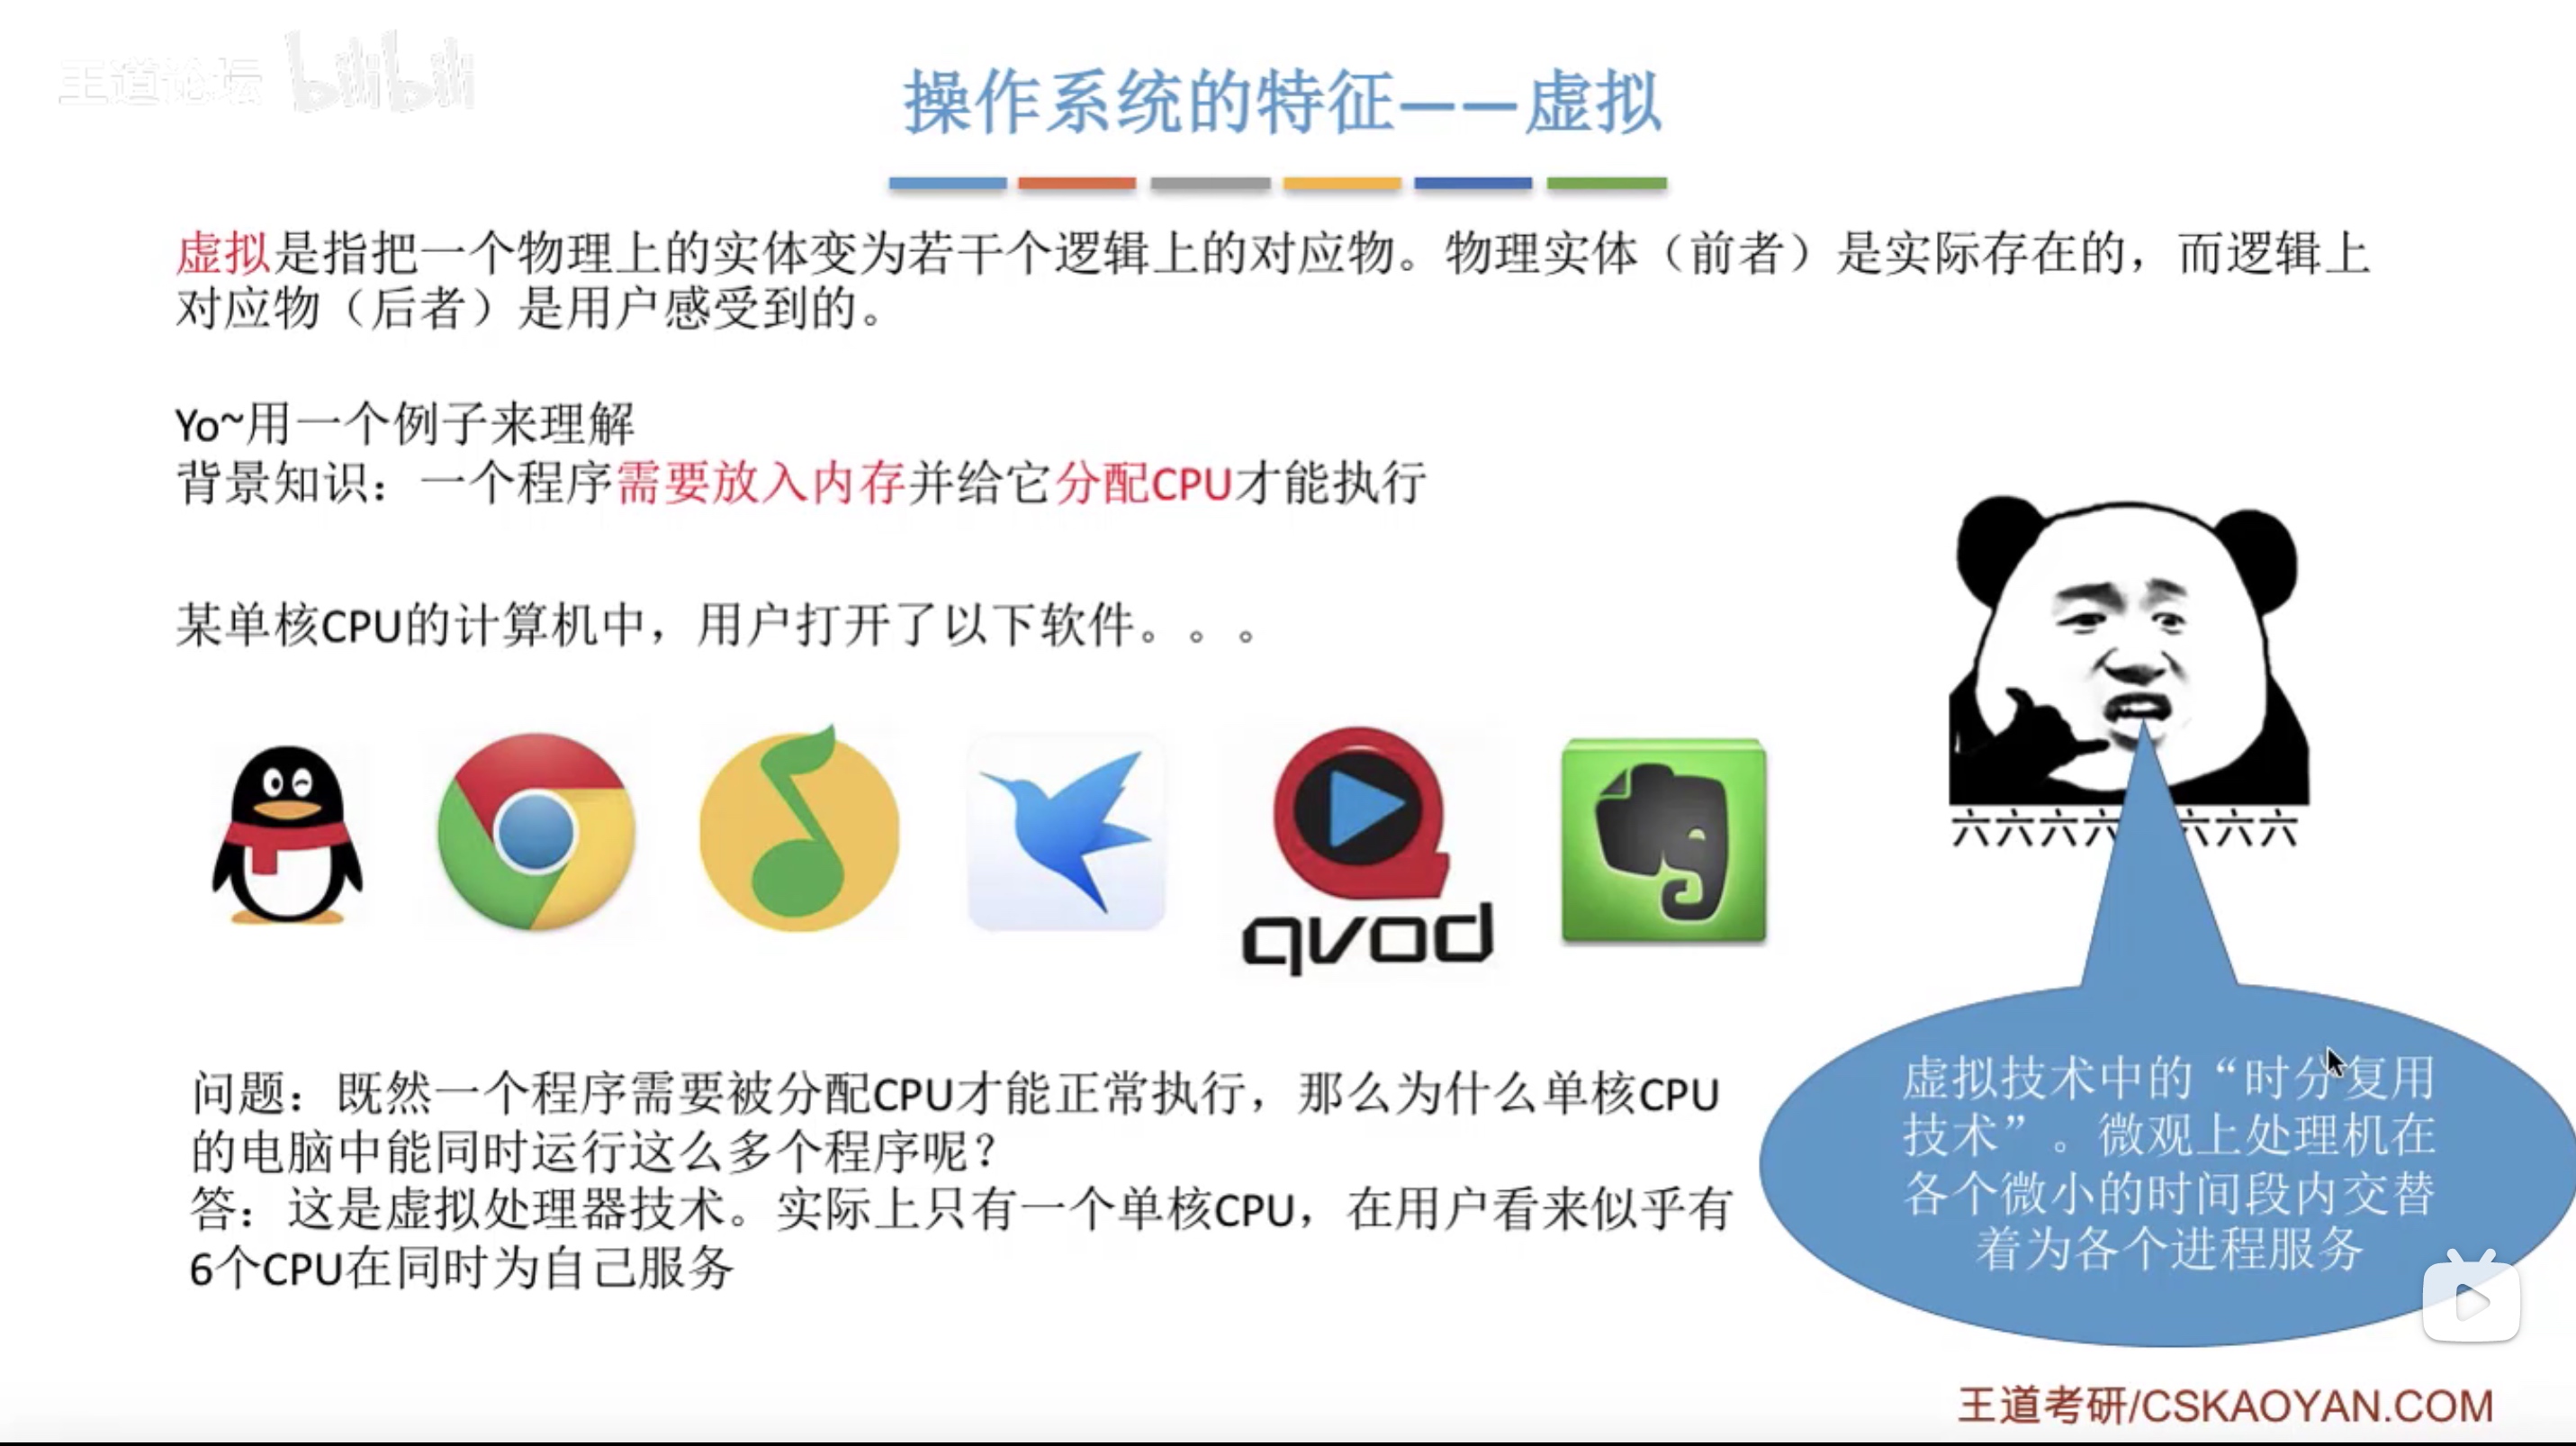 王道论坛 bilibili
操作系统的特征——虚拟
虚拟是指把一个物理上的实体变为若干个逻辑上的对应物。物理实体（前者）是实际存在的，而逻辑上
对应物（后者）是用户感受到的。
Yo~用一个例子来理解
背景知识：一个程序需要放入内存并给它分配CPU才能执行
某单核CPU的计算机中，用户打开了以下软件。。。
qvod
六六六六六六六
问题：既然一个程序需要被分配CPU才能正常执行，那么为什么单核CPU
的电脑中能同时运行这么多个程序呢？
答：这是虚拟处理器技术。实际上只有一个单核CPU，在用户看来似乎有
6个CPU在同时为自己服务
虚拟技术中的“时分复用
技术”。微观上处理机在
各个微小的时间段内交替
着为各个进程服务
王道考研/CSKAOYAN.COM